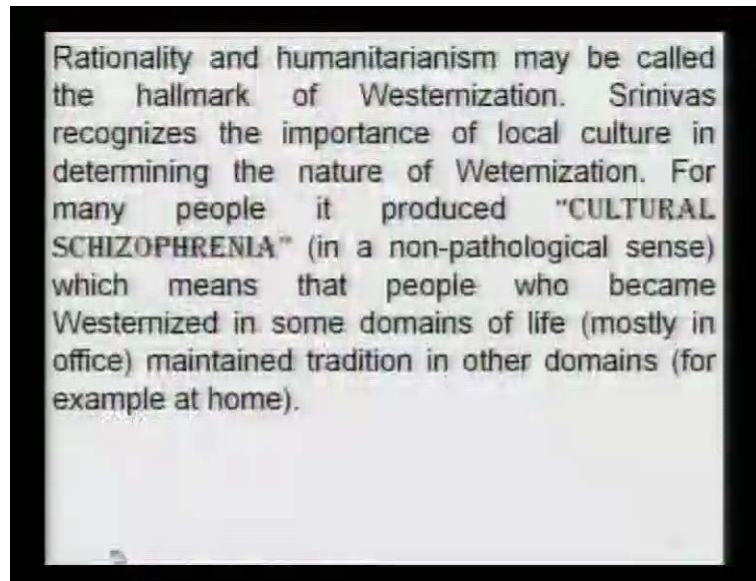 Rationality and humanitarianism may be called
the hallmark of Westernization. Srinivas
recognizes the importance of local culture in
determining the nature of Weternization. For
many people it produced "CULTURAL
SCHIZOPHRENIA" (in a non-pathological sense)
which means that people who became
Westernized in some domains of life (mostly in
office) maintained tradition in other domains (for
example at home).